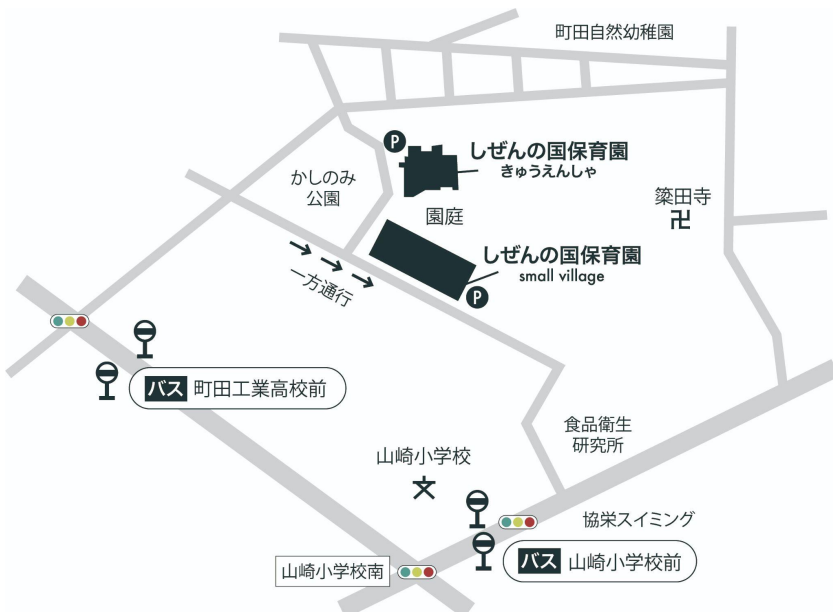 町田自然幼稚園
P
しぜんの国保育園
きゅうえんしゃ
かしのみ
公園
園庭
簗田寺
卍
しぜんの国保育園
small village
P
一方通行
バス 町田工業高校前
食品衛生
研究所
山崎小学校
文
協栄スイミング
バス 山崎小学校前
山崎小学校南